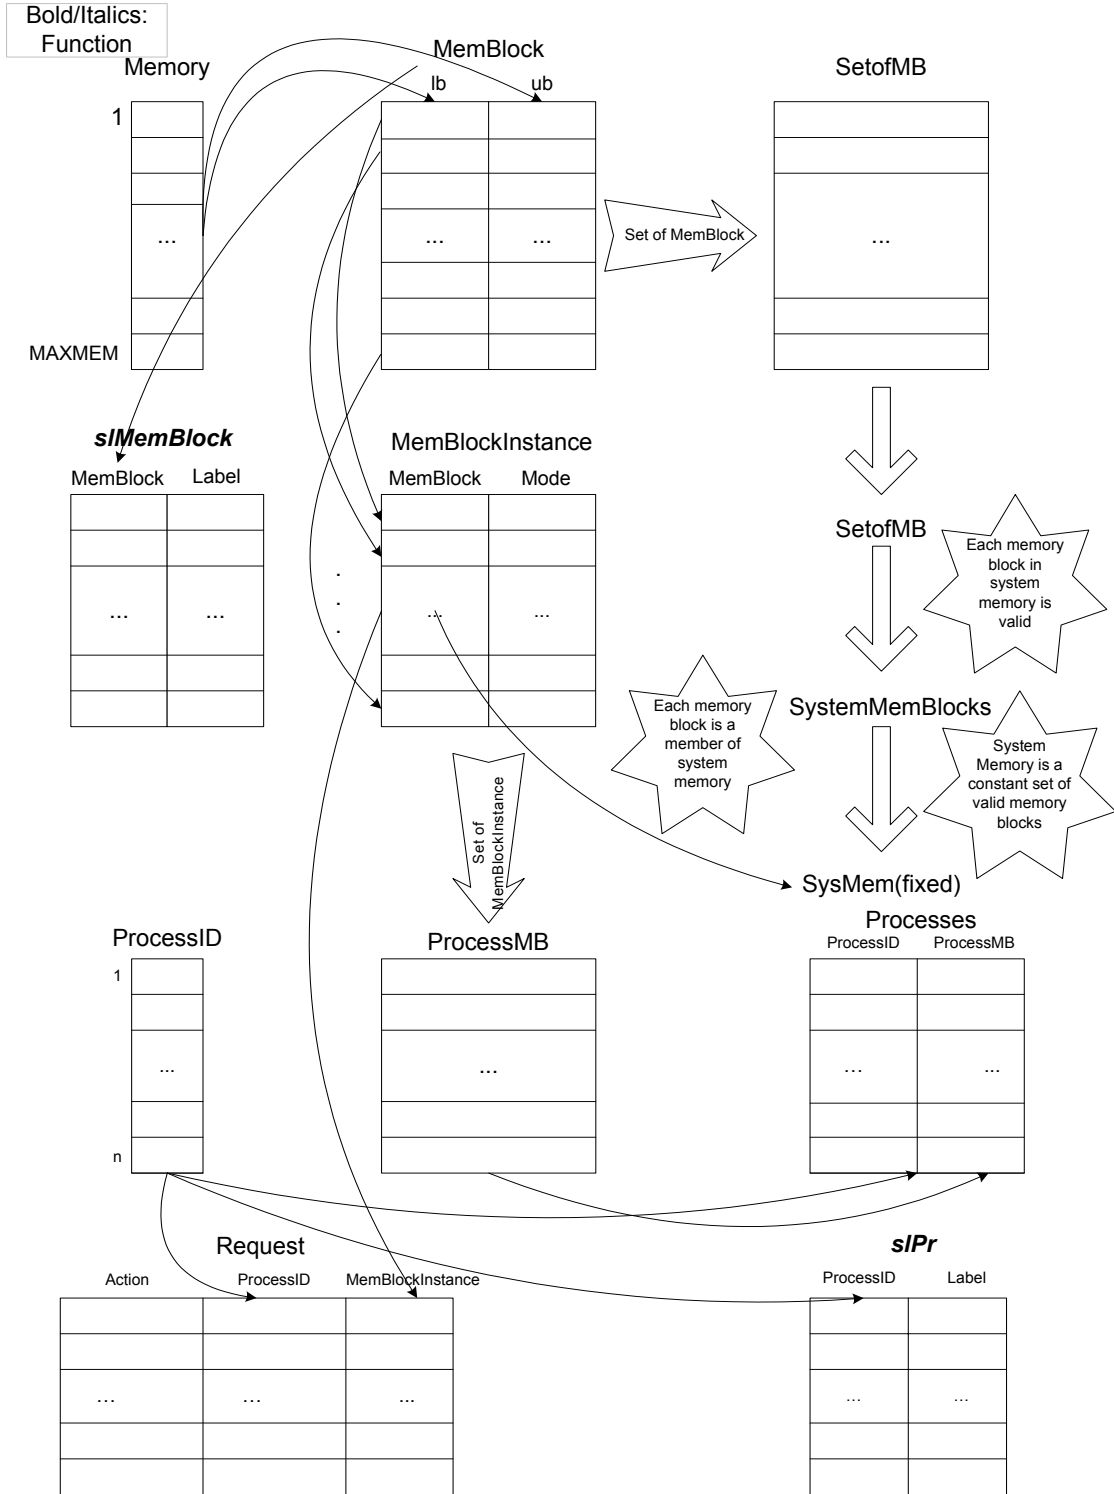 Bold/Italics:
Function
Memory
MemBlock
SetofMB
lb
ub
1
...
...
...
Set of MemBlock
...
MAXMEM
slMemBlock
MemBlockInstance
MemBlock
Label
MemBlock
Mode
SetofMB
Each memory
block in
system
memory is
valid
...
...
.
.
.
...
...
Each memory
block is a
member of
system
memory
SystemMemBlocks
System
Memory is a
constant set of
valid memory
blocks
Set of
MemBlockInstance
SysMem(fixed)
ProcessID
ProcessMB
Processes
ProcessID
ProcessMB
1
...
...
...
...
n
Request
slPr
Action
ProcessID
MemBlockInstance
ProcessID
Label
...
...
...
...
...